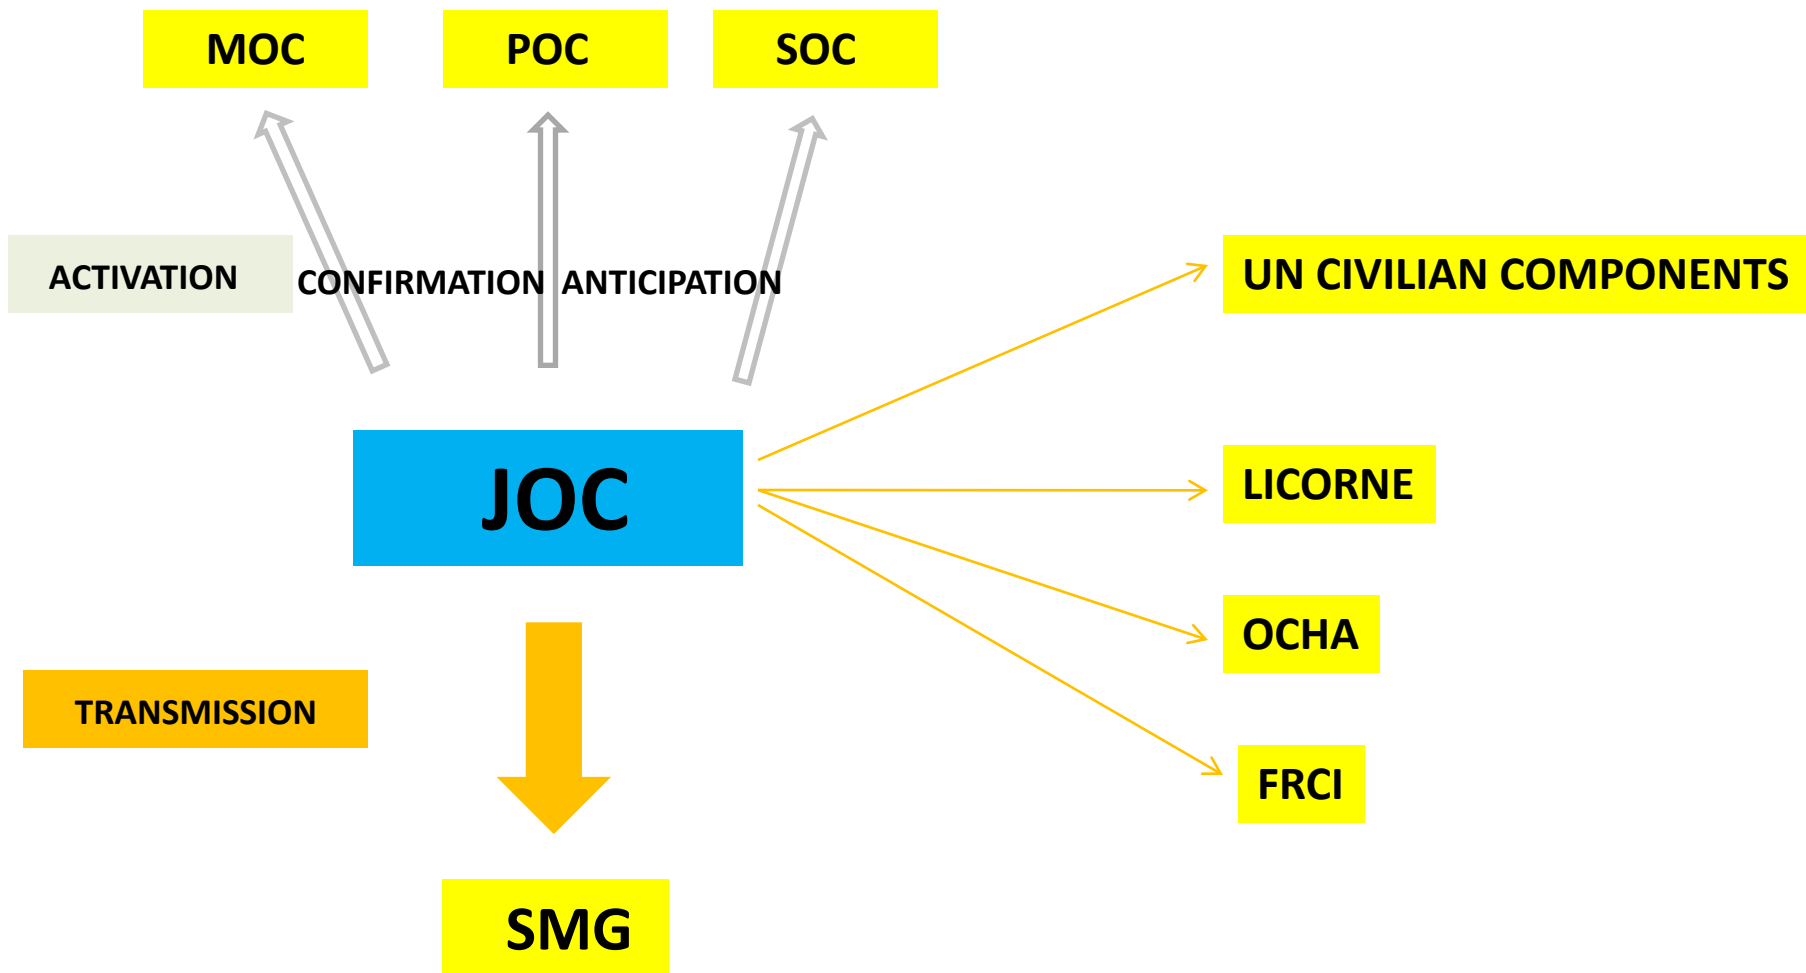 MOC
POC
SOC
ACTIVATION
CONFIRMATION
ANTICIPATION
UN CIVILIAN COMPONENTS
JOC
LICORNE
OCHA
TRANSMISSION
FRCI
SMG